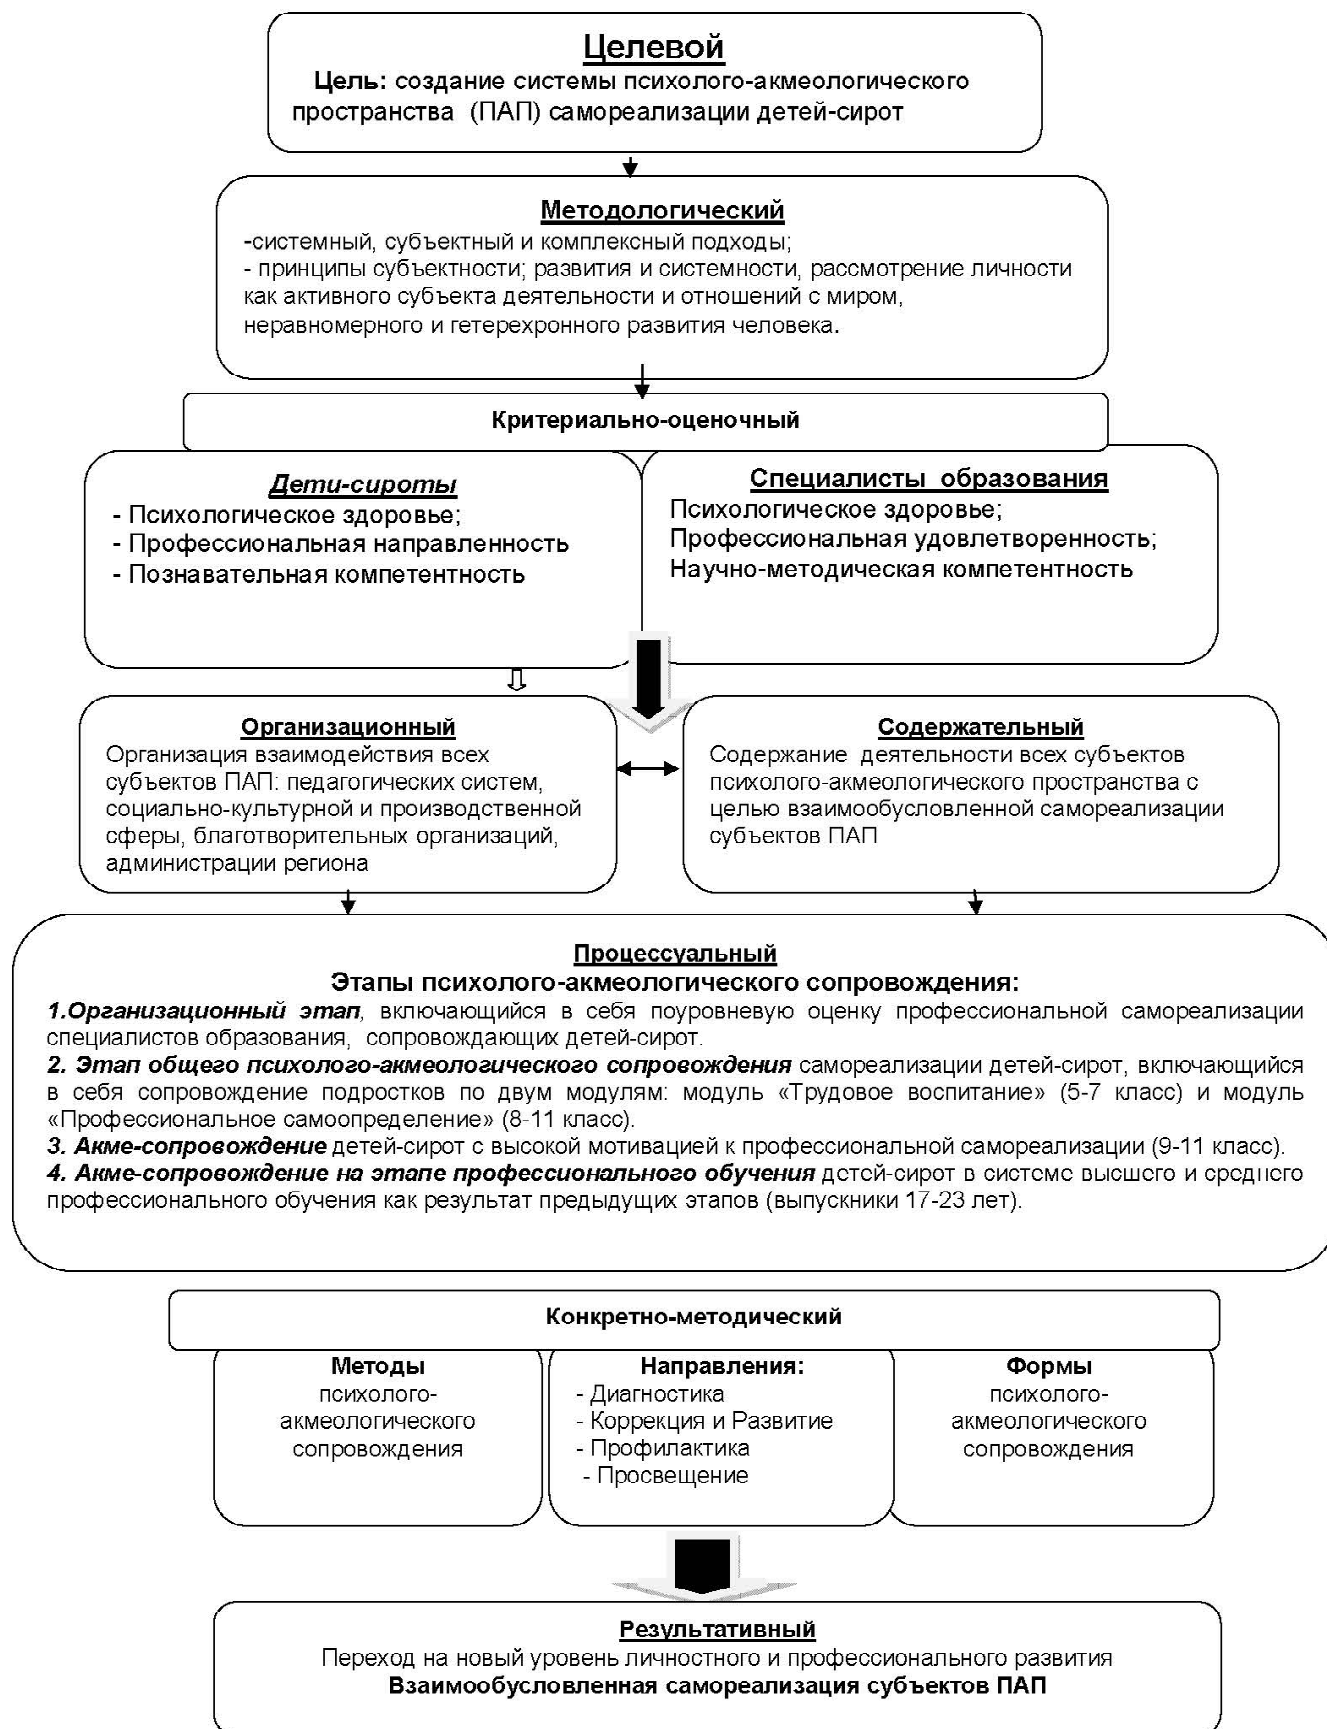 Целевой
Цель: создание системы психолого-акмеологического
пространства (ПАП) самореализации детей-сирот
Методологический
-системный, субъектный и комплексный подходы;
- принципы субъектности; развития и системности, рассмотрение личности
как активного субъекта деятельности и отношений с миром,
неравномерного и гетерехронного развития человека.
Критериально-оценочный
Дети-сироты
- Психологическое здоровье;
- Профессиональная направленность
- Познавательная компетентность
Специалисты образования
Психологическое здоровье;
Профессиональная удовлетворенность;
Научно-методическая компетентность
Организационный
Организация взаимодействия всех
субъектов ПАП: педагогических систем,
социально-культурной и производственной
сферы, благотворительных организаций,
администрации региона
Содержательный
Содержание деятельности всех субъектов
психолого-акмеологического пространства с
целью взаимообусловленной самореализации
субъектов ПАП
Процессуальный
Этапы психолого-акмеологического сопровождения:
1.Организационный этап, включающийся в себя поуровневую оценку профессиональной самореализации
специалистов образования, сопровождающих детей-сирот.
2. Этап общего психолого-акмеологического сопровождения самореализации детей-сирот, включающийся
в себя сопровождение подростков по двум модулям: модуль «Трудовое воспитание» (5-7 класс) и модуль
«Профессиональное самоопределение» (8-11 класс).
3. Акме-сопровождение детей-сирот с высокой мотивацией к профессиональной самореализации (9-11 класс).
4. Акме-сопровождение на этапе профессионального обучения детей-сирот в системе высшего и среднего
профессионального обучения как результат предыдущих этапов (выпускники 17-23 лет).
Конкретно-методический
Методы
психолого-
акмеологического
сопровождения
Направления:
- Диагностика
- Коррекция и Развитие
- Профилактика
- Просвещение
Формы
психолого-
акмеологического
сопровождения
Результативный
Переход на новый уровень личностного и профессионального развития
Взаимообусловленная самореализация субъектов ПАП